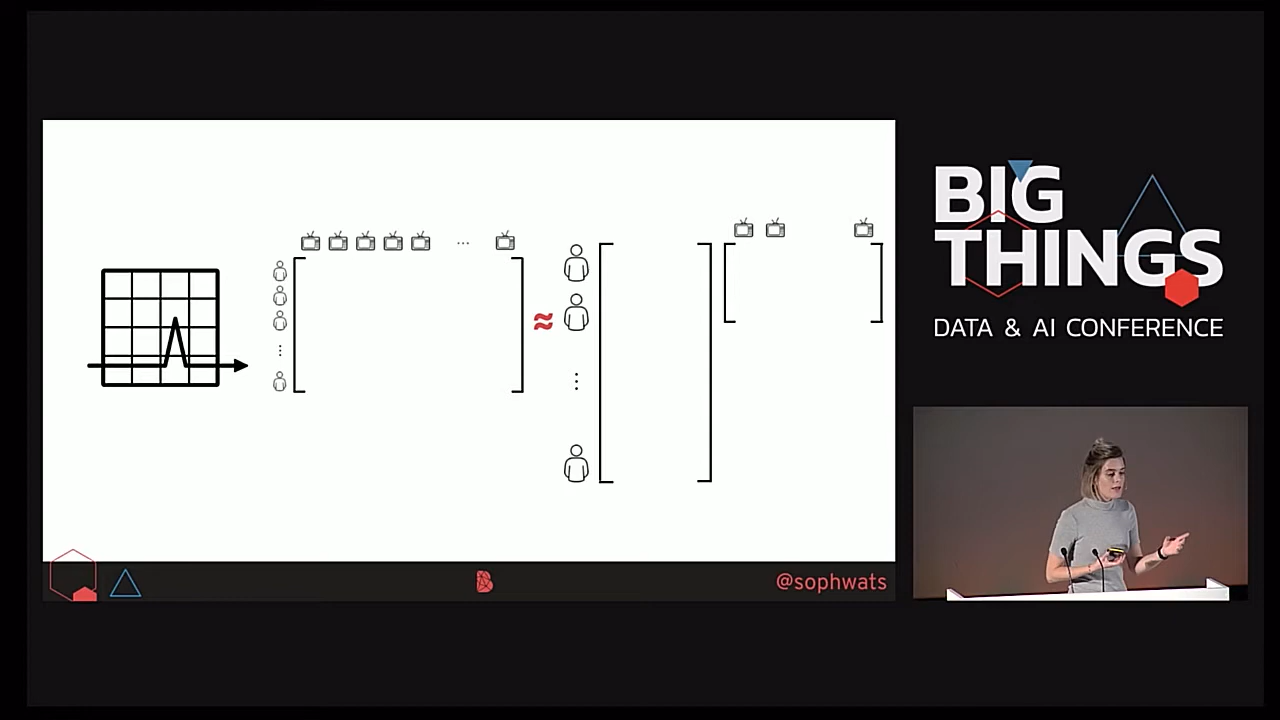 ...
≈
BIG
THINGS
DATA & AI CONFERENCE
@sophwats